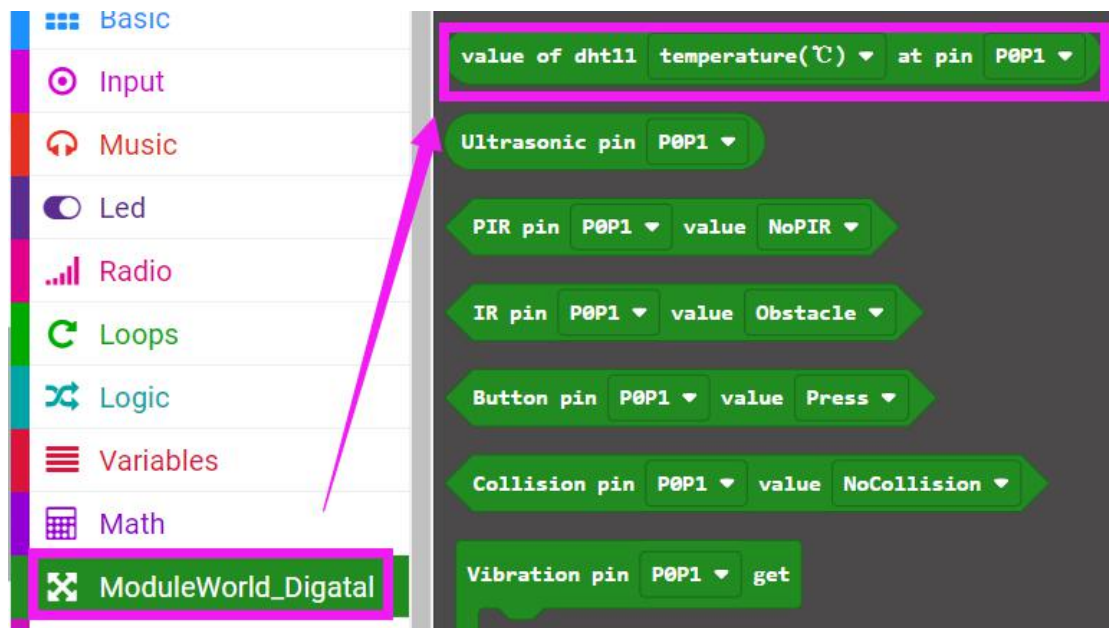 Basic
Input
Music
Led
Radio
Loops
Logic
Variables
Math
ModuleWorld_Digatal
value of dht11 temperature(℃) at pin P0P1
Ultrasonic pin P0P1
PIR pin P0P1 value NoPIR
IR pin P0P1 value Obstacle
Button pin P0P1 value Press
Collision pin P0P1 value NoCollision
Vibration pin P0P1 get